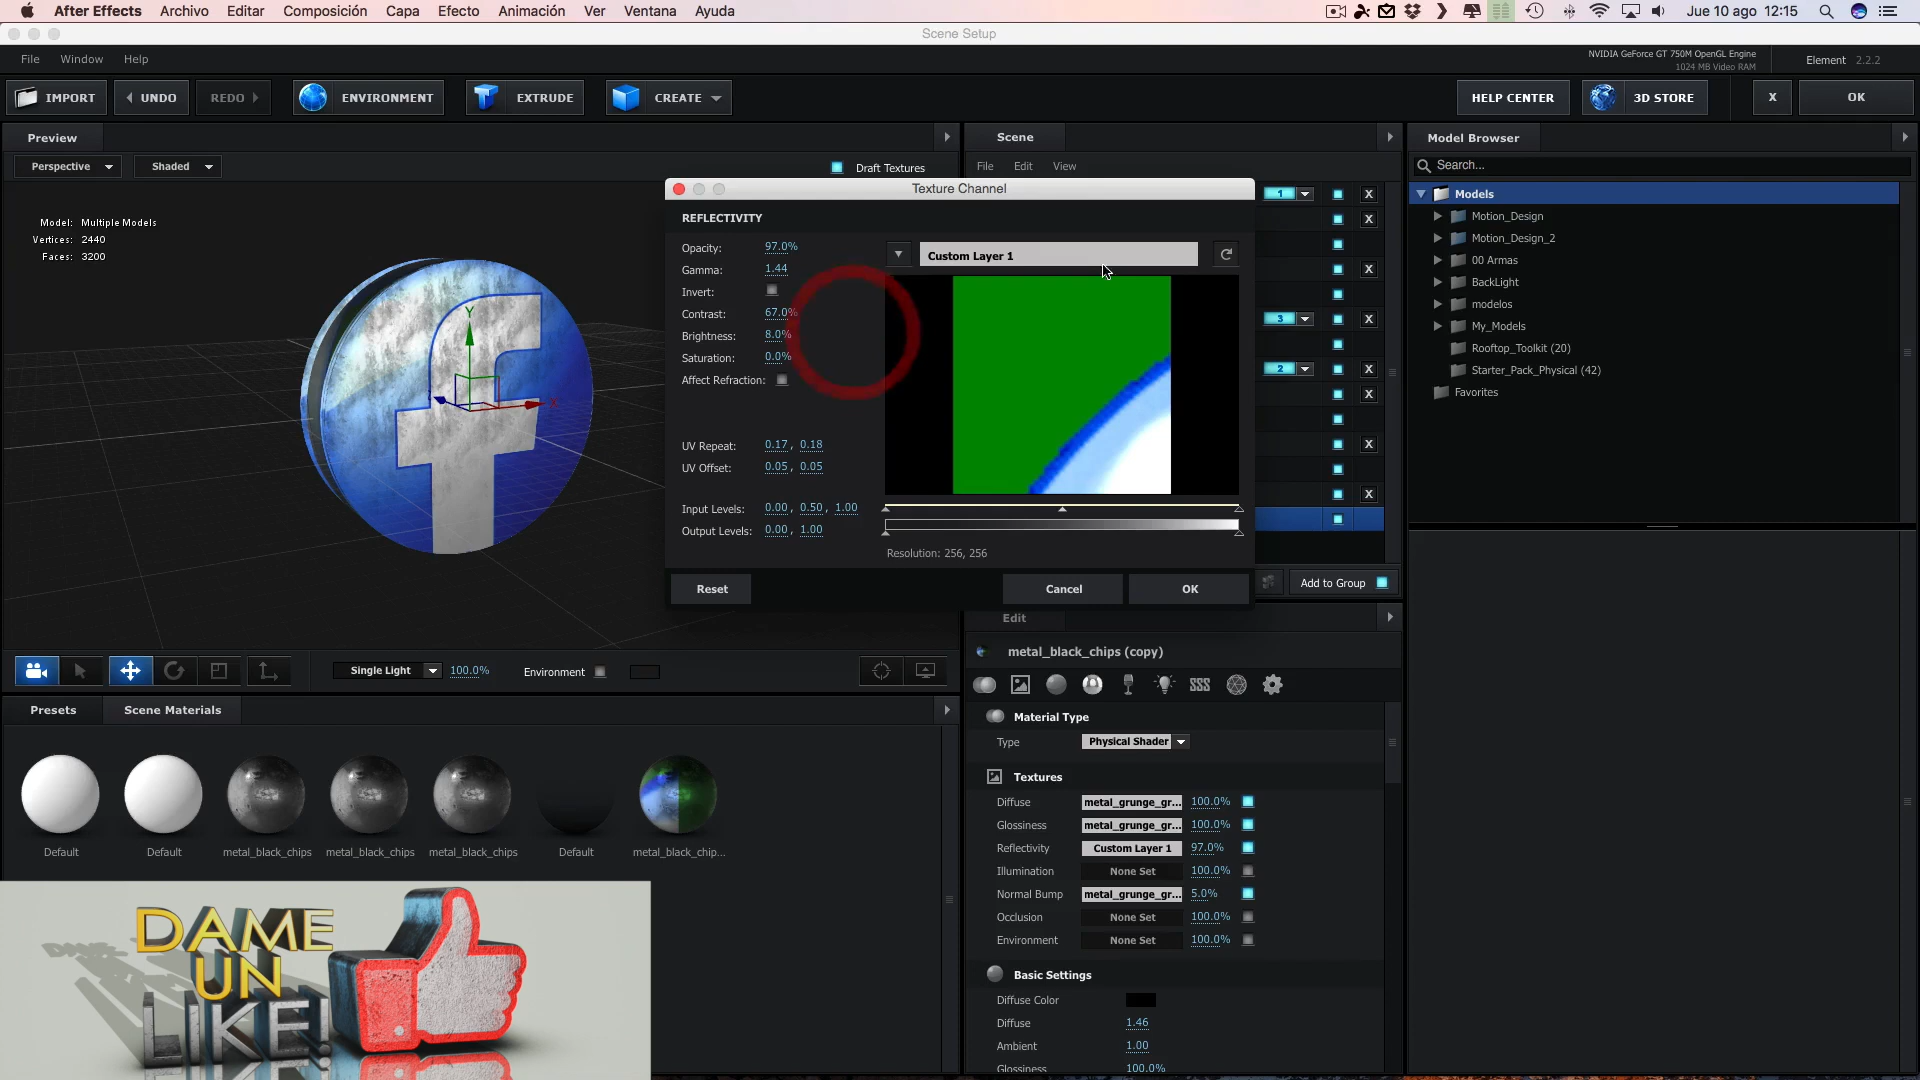 After Effects Archivo Editar Composición Capa Efecto Animación Ver Ventana Ayuda Jue 10 ago 12:15
Scene Setup
File Window Help
NVIDIA GeForce GT 750M OpenGL Engine
1024 MB Video RAM
Element 2.2.2
IMPORT UNDO REDO ENVIRONMENT EXTRUDE CREATE HELP CENTER 3D STORE X OK
Preview
Perspective Shaded Draft Textures
Model: Multiple Models
Vertices: 2440
Faces: 3200
Y
X
Single Light 100.0% Environment
Scene
File Edit View
1 X
X
X
3 X
2 X
X
X
X
Add to Group
Texture Channel
REFLECTIVITY
Opacity: 97.0%
Gamma: 1.44
Invert:
Contrast: 67.0%
Brightness: 8.0%
Saturation: 0.0%
Affect Refraction:
UV Repeat: 0.17, 0.18
UV Offset: 0.05, 0.05
Input Levels: 0.00, 0.50, 1.00
Output Levels: 0.00, 1.00
Custom Layer 1
Resolution: 256, 256
Reset Cancel OK
Model Browser
Search...
Models
Motion_Design
Motion_Design_2
00 Armas
BackLight
modelos
My_Models
Rooftop_Toolkit (20)
Starter_Pack_Physical (42)
Favorites
Presets Scene Materials
Default Default metal_black_chips metal_black_chips metal_black_chips Default metal_black_chip...
Edit
metal_black_chips (copy)
Material Type
Type Physical Shader
Textures
Diffuse metal_grunge_gr... 100.0%
Glossiness metal_grunge_gr... 100.0%
Reflectivity Custom Layer 1 97.0%
Illumination None Set 100.0%
Normal Bump metal_grunge_gr... 5.0%
Occlusion None Set 100.0%
Environment None Set 100.0%
Basic Settings
Diffuse Color
Diffuse 1.46
Ambient 1.00
Glossiness 100.0%
DAME
UN
LIKE!